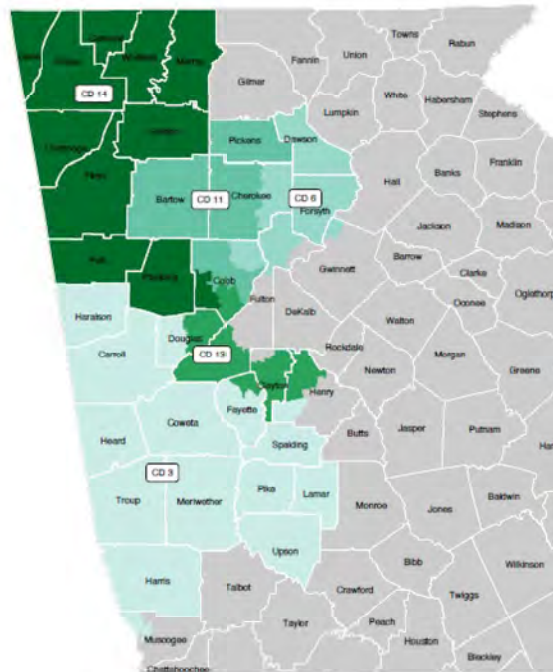 Towns
Rabun
Fannin
Union
Gilmer
White
Habersham
Lumpkin
Stephens
CD 14
Pickens
Dawson
Franklin
Hall
Banks
Bartow
CD 11
Cherokee
CD 6
Forsyth
Jackson
Madison
Gwinnett
Barrow
Clarke
Cobb
Oconee
Oglethorp
Fulton
Haralson
DeKalb
Walton
Douglas
Carroll
CD 13
Rockdale
Morgan
Greene
Newton
Clayton
Henry
Fayette
Coweta
Heard
Butts
Jasper
Putnam
Spalding
CD 3
Troup
Meriwether
Pike
Lamar
Monroe
Jones
Baldwin
Upson
Wilkinson
Harris
Bibb
Talbot
Crawford
Twiggs
Peach
Taylor
Houston
Muscogee
Bleckley
Chattahoochee